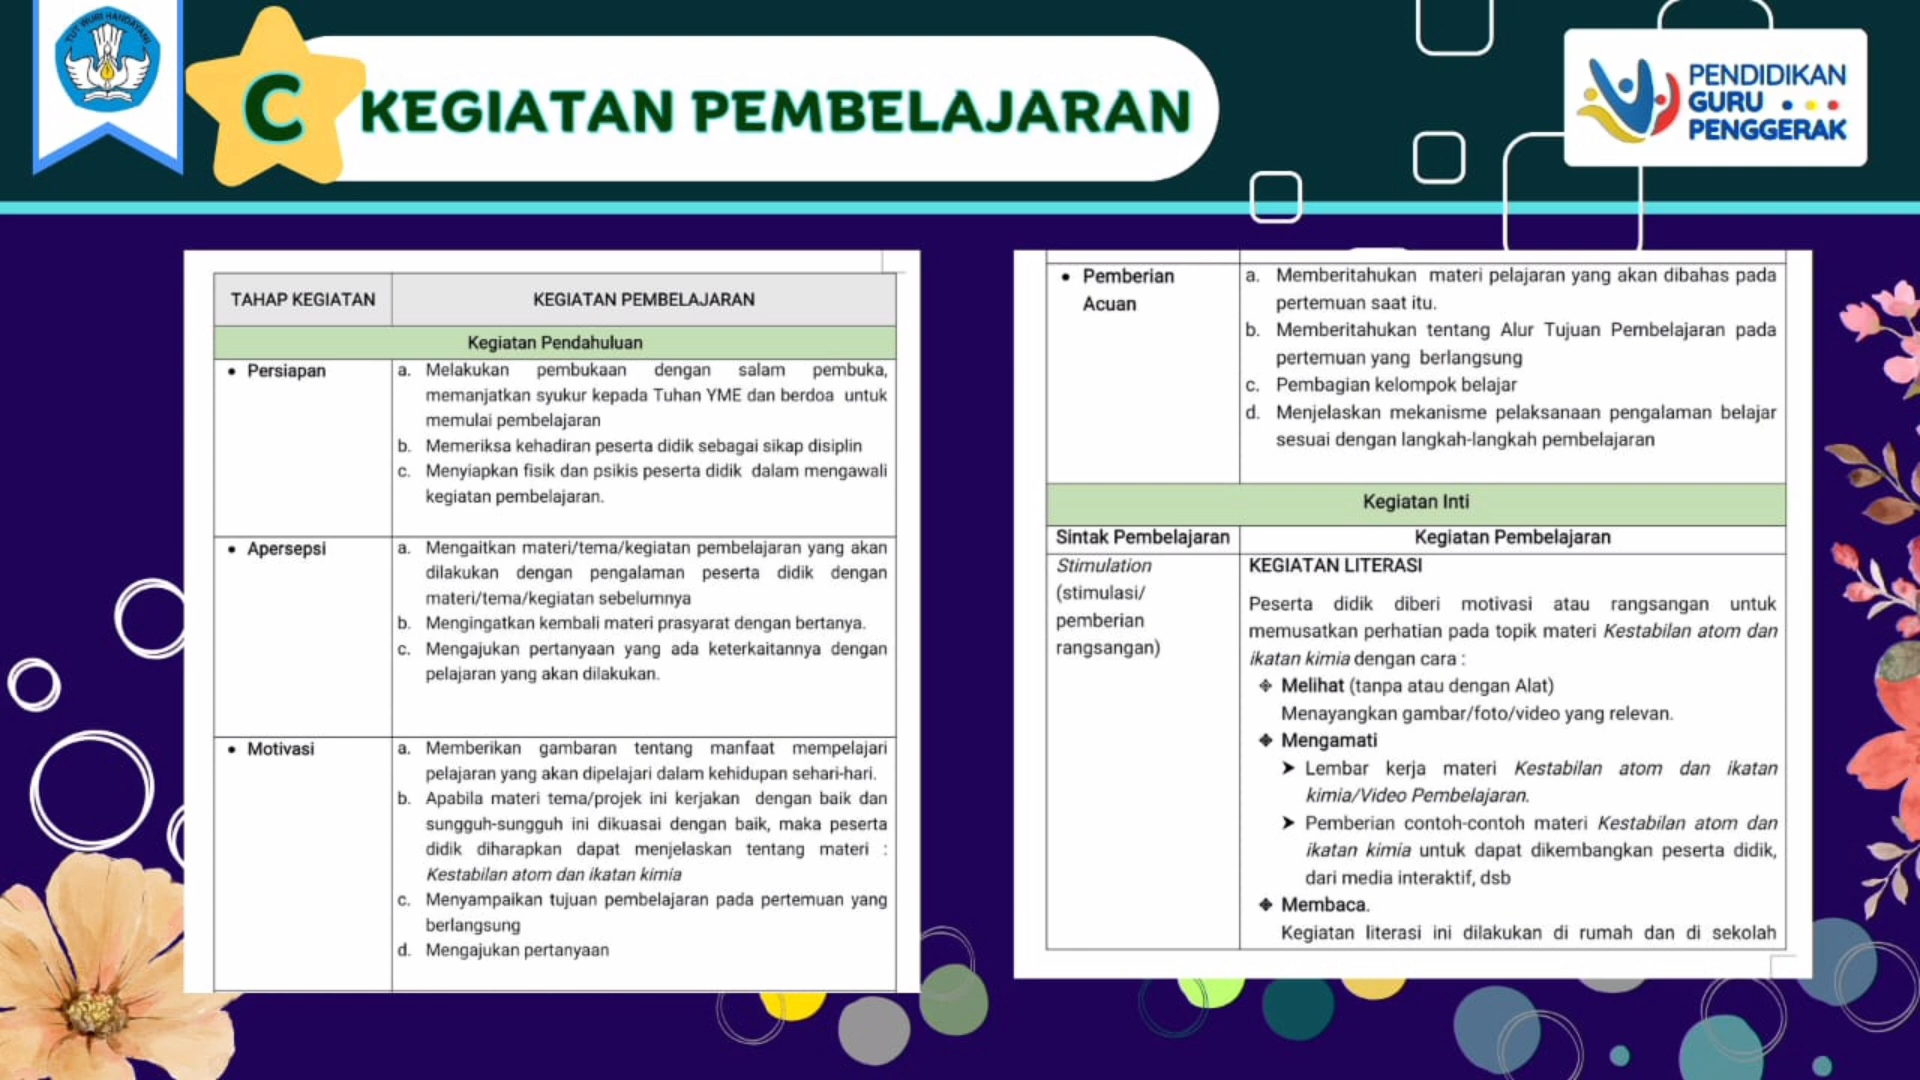 TUT WURI HANDAYANI
C
KEGIATAN PEMBELAJARAN
PENDIDIKAN
GURU
PENGGERAK
TAHAP KEGIATAN
KEGIATAN PEMBELAJARAN
Kegiatan Pendahuluan
• Persiapan
a. Melakukan pembukaan dengan salam pembuka,
memanjatkan syukur kepada Tuhan YME dan berdoa untuk
memulai pembelajaran
b. Memeriksa kehadiran peserta didik sebagai sikap disiplin
c. Menyiapkan fisik dan psikis peserta didik dalam mengawali
kegiatan pembelajaran.
• Apersepsi
a. Mengaitkan materi/tema/kegiatan pembelajaran yang akan
dilakukan dengan pengalaman peserta didik dengan
materi/tema/kegiatan sebelumnya
b. Mengingatkan kembali materi prasyarat dengan bertanya.
c. Mengajukan pertanyaan yang ada keterkaitannya dengan
pelajaran yang akan dilakukan.
• Motivasi
a. Memberikan gambaran tentang manfaat mempelajari
pelajaran yang akan dipelajari dalam kehidupan sehari-hari.
b. Apabila materi tema/projek ini kerjakan dengan baik dan
sungguh-sungguh ini dikuasai dengan baik, maka peserta
didik diharapkan dapat menjelaskan tentang materi :
Kestabilan atom dan ikatan kimia
c. Menyampaikan tujuan pembelajaran pada pertemuan yang
berlangsung
d. Mengajukan pertanyaan
• Pemberian
Acuan
a. Memberitahukan materi pelajaran yang akan dibahas pada
pertemuan saat itu.
b. Memberitahukan tentang Alur Tujuan Pembelajaran pada
pertemuan yang berlangsung
c. Pembagian kelompok belajar
d. Menjelaskan mekanisme pelaksanaan pengalaman belajar
sesuai dengan langkah-langkah pembelajaran
Kegiatan Inti
Sintak Pembelajaran
Kegiatan Pembelajaran
Stimulation
(stimulasi/
pemberian
rangsangan)
KEGIATAN LITERASI
Peserta didik diberi motivasi atau rangsangan untuk
memusatkan perhatian pada topik materi Kestabilan atom dan
ikatan kimia dengan cara :
❖ Melihat (tanpa atau dengan Alat)
Menayangkan gambar/foto/video yang relevan.
❖ Mengamati
➤ Lembar kerja materi Kestabilan atom dan ikatan
kimia/Video Pembelajaran.
➤ Pemberian contoh-contoh materi Kestabilan atom dan
ikatan kimia untuk dapat dikembangkan peserta didik,
dari media interaktif, dsb
❖ Membaca.
Kegiatan literasi ini dilakukan di rumah dan di sekolah